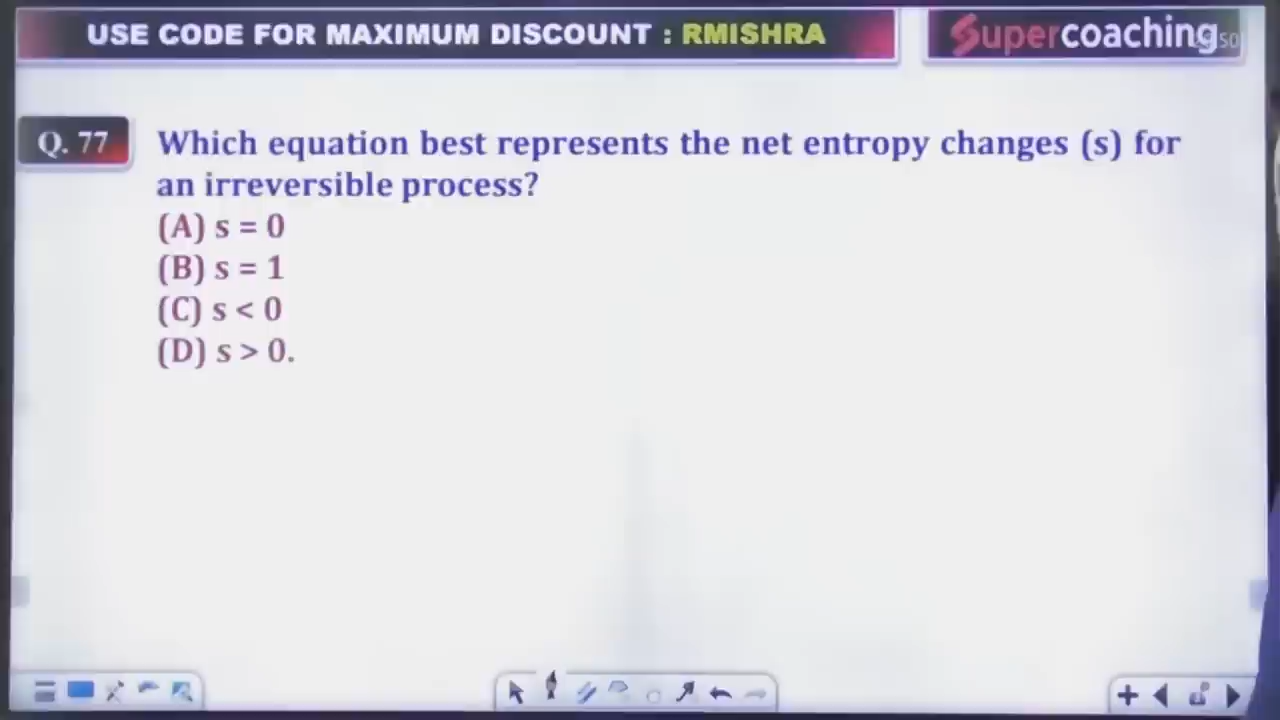 USE CODE FOR MAXIMUM DISCOUNT : RMISHRA
Supercoaching
Q. 77
Which equation best represents the net entropy changes (s) for
an irreversible process?
(A) s = 0
(B) s = 1
(C) s < 0
(D) s > 0.